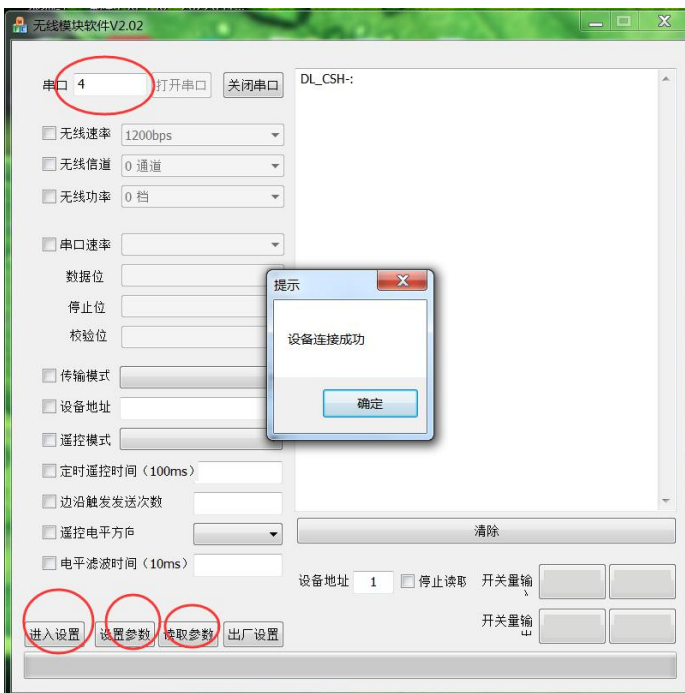 无线模块软件V2.02
串口 4 打开串口 关闭串口
DL_CSH-:
无线速率 1200bps
无线信道 0 通道
无线功率 0 档
串口速率
数据位
停止位
校验位
提示
设备连接成功
确定
传输模式
设备地址
遥控模式
定时遥控时间（100ms）
边沿触发发送次数
遥控电平方向
电平滤波时间（10ms）
清除
设备地址 1 停止读取 开关量输
开关量输
进入设置 设置参数 读取参数 出厂设置